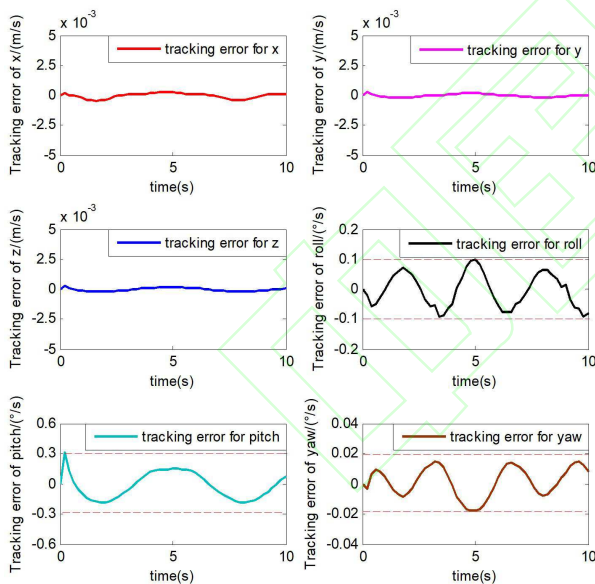 x 10⁻³
tracking error for x
Tracking error of x/(m/s)
5
2.5
0
-2.5
-5
0
5
10
time(s)
x 10⁻³
tracking error for y
Tracking error of y/(m/s)
5
2.5
0
-2.5
-5
0
5
10
time(s)
x 10⁻³
tracking error for z
Tracking error of z/(m/s)
5
2.5
0
-2.5
-5
0
5
10
time(s)
tracking error for roll
Tracking error of roll/(°/s)
0.2
0.1
0
-0.1
-0.2
0
5
10
time(s)
tracking error for pitch
Tracking error of pitch/(°/s)
0.6
0.3
0
-0.3
-0.6
0
5
10
time(s)
tracking error for yaw
Tracking error of yaw/(°/s)
0.04
0.02
0
-0.02
-0.04
0
5
10
time(s)